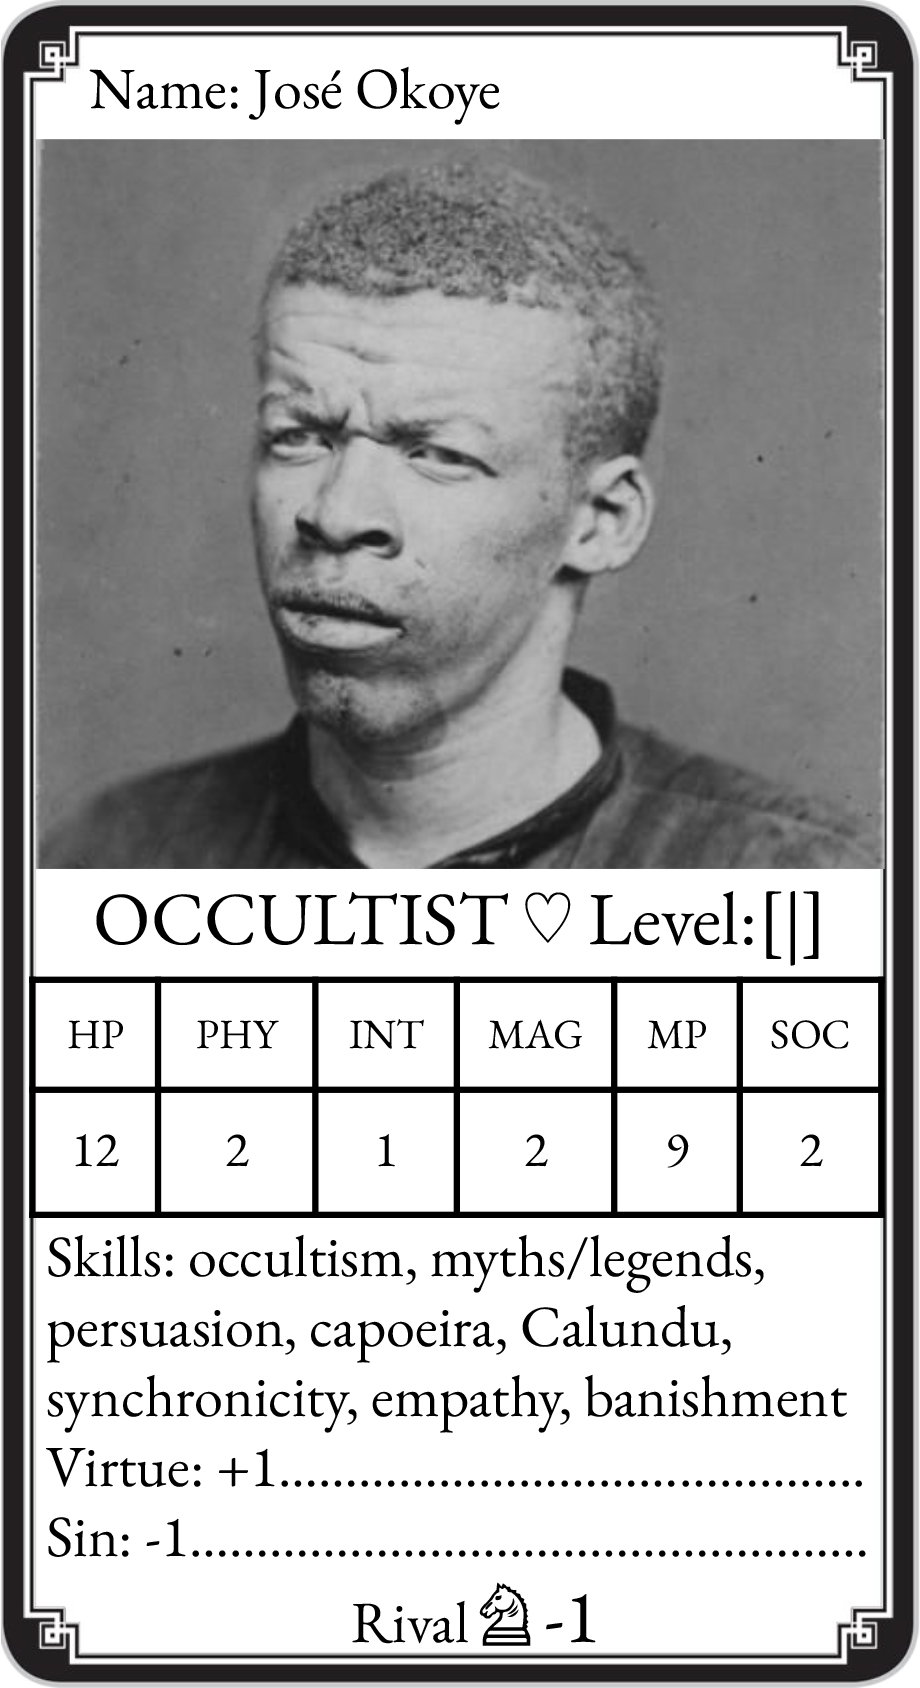 Name: José Okoye
OCCULTIST ♡ Level:[|]
HP PHY INT MAG MP SOC
12 2 1 2 9 2
Skills: occultism, myths/legends,
persuasion, capoeira, Calundu,
synchronicity, empathy, banishment
Virtue: +1............................................
Sin: -1...................................................
Rival ♘ -1